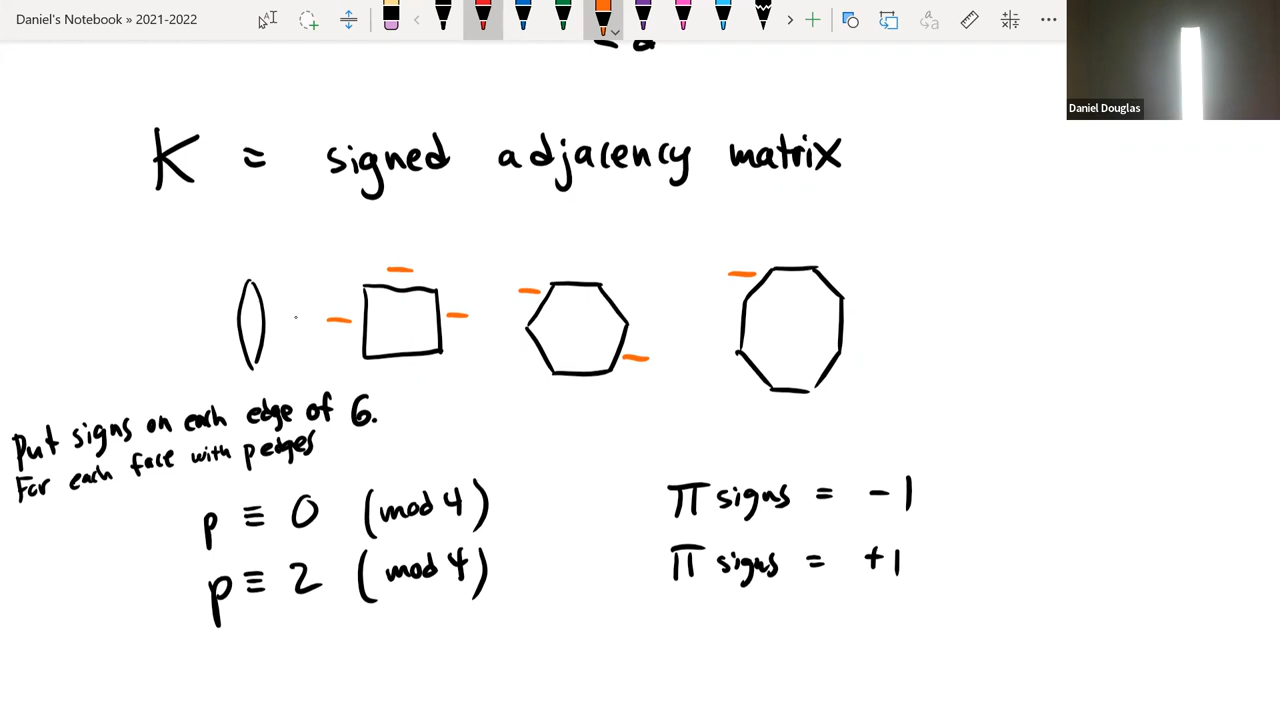 Daniel's Notebook » 2021-2022
Daniel Douglas
K = signed adjacency matrix
Put signs on each edge of G.
For each face with p edges
p ≡ 0 (mod 4) π signs = -1
p ≡ 2 (mod 4) π signs = +1